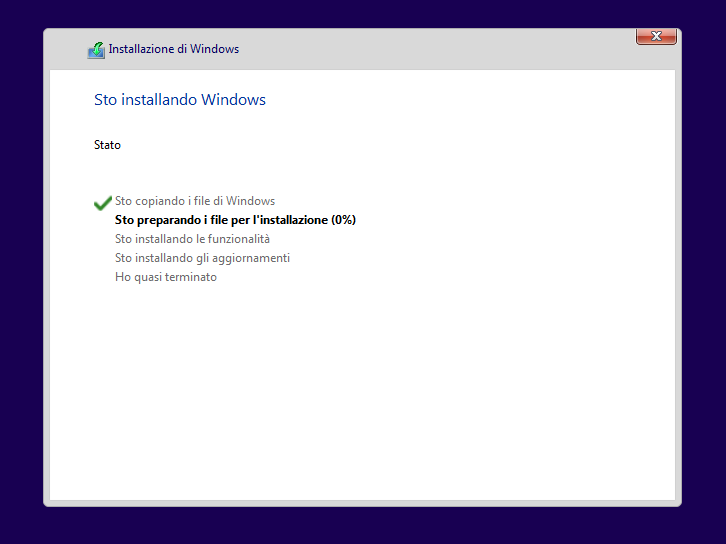 Installazione di Windows
Sto installando Windows
Stato
Sto copiando i file di Windows
Sto preparando i file per l'installazione (0%)
Sto installando le funzionalità
Sto installando gli aggiornamenti
Ho quasi terminato